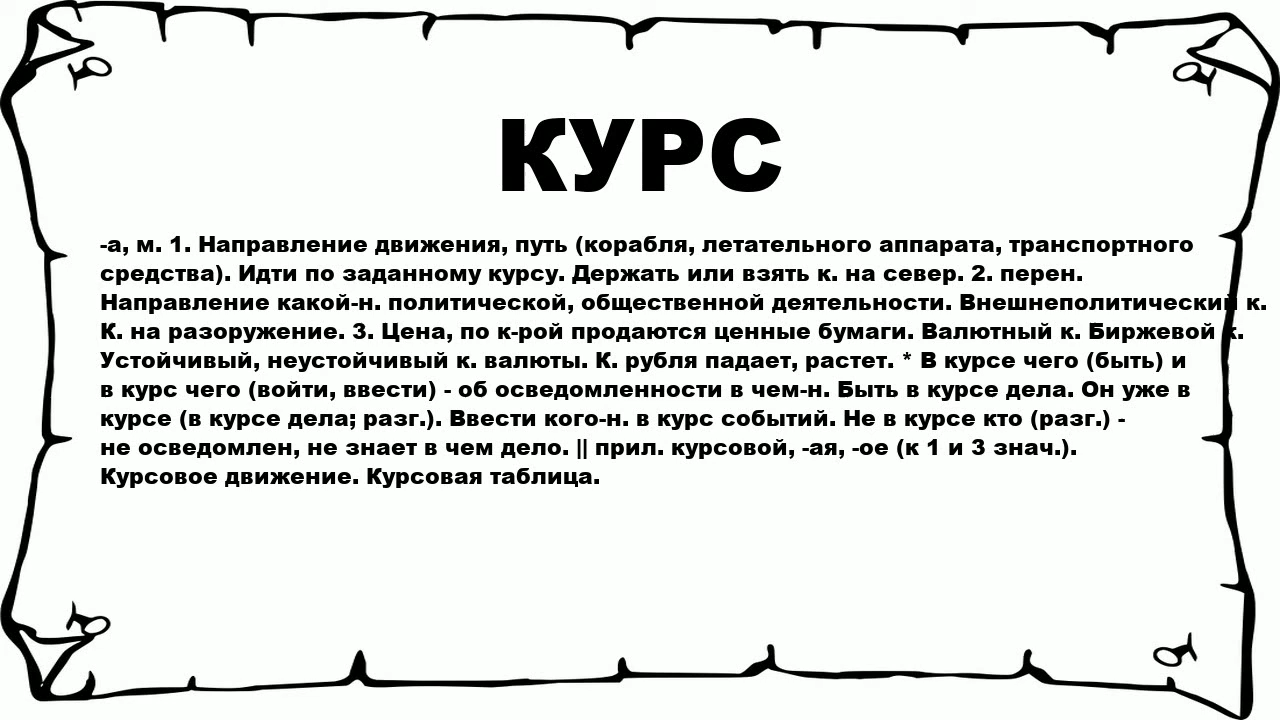 КУРС
-а, м. 1. Направление движения, путь (корабля, летательного аппарата, транспортного
средства). Идти по заданному курсу. Держать или взять к. на север. 2. перен.
Направление какой-н. политической, общественной деятельности. Внешнеполитический к.
К. на разоружение. 3. Цена, по к-рой продаются ценные бумаги. Валютный к. Биржевой к.
Устойчивый, неустойчивый к. валюты. К. рубля падает, растет. * В курсе чего (быть) и
в курс чего (войти, ввести) - об осведомленности в чем-н. Быть в курсе дела. Он уже в
курсе (в курсе дела; разг.). Ввести кого-н. в курс событий. Не в курсе кто (разг.) -
не осведомлен, не знает в чем дело. || прил. курсовой, -ая, -ое (к 1 и 3 знач.).
Курсовое движение. Курсовая таблица.